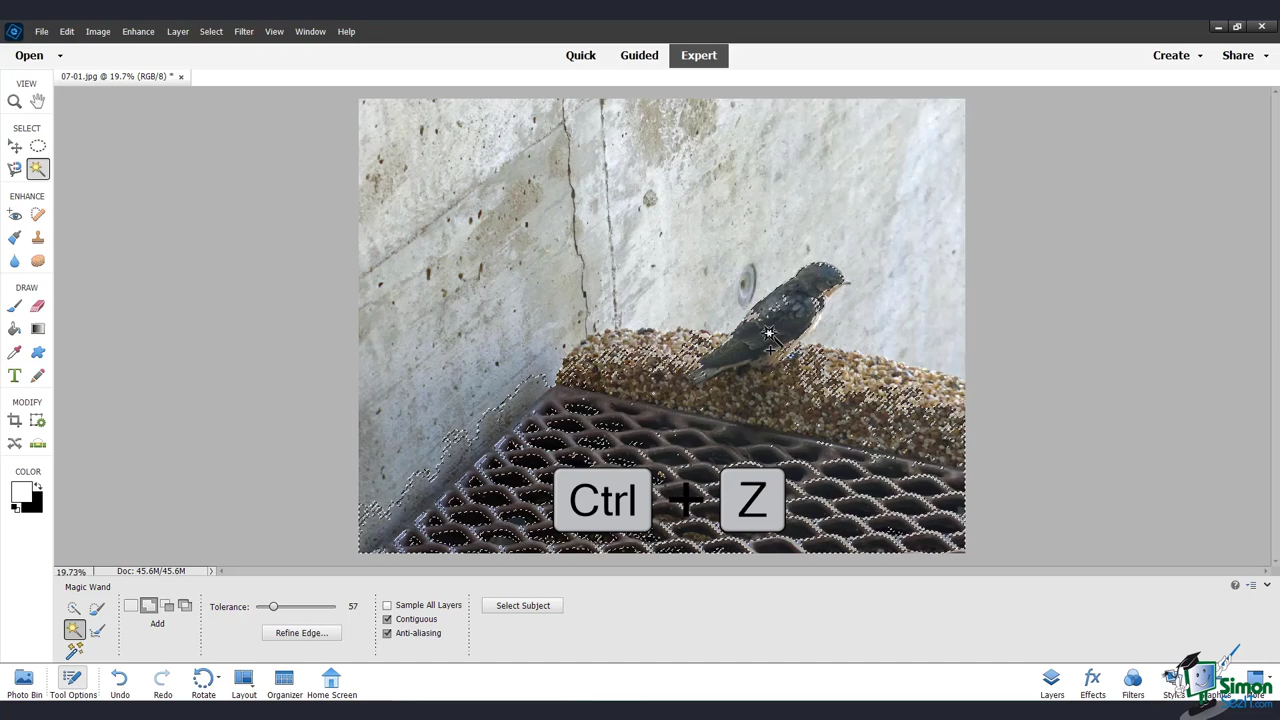 File Edit Image Enhance Layer Select Filter View Window Help
Open Quick Guided Expert Create Share
07-01.jpg @ 19.7% (RGB/8) * ×
VIEW
SELECT
ENHANCE
DRAW
MODIFY
COLOR
Ctrl + Z
19.73% Doc: 45.6M/45.6M
Magic Wand
Tolerance: 57
Sample All Layers
Contiguous
Anti-aliasing
Select Subject
Add
Refine Edge...
Photo Bin Tool Options Undo Redo Rotate Layout Organizer Home Screen Layers Effects Filters
Simon